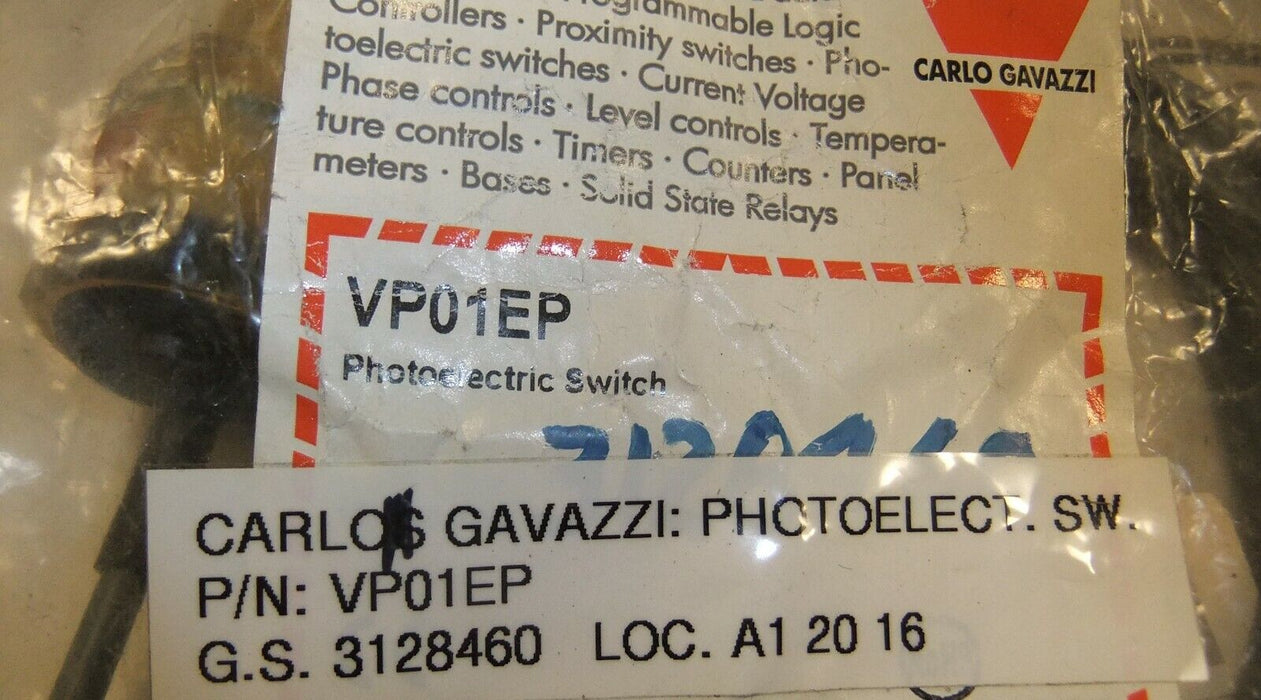 Programmable Logic
Controllers · Proximity switches · Pho-
toelectric switches · Current Voltage
Phase controls · Level controls · Tempera-
ture controls · Timers · Counters · Panel
meters · Bases · Solid State Relays
CARLO GAVAZZI
VP01EP
Photoelectric Switch
CARLOS GAVAZZI: PHOTOELECT. SW.
P/N: VP01EP
G.S. 3128460 LOC. A1 20 16